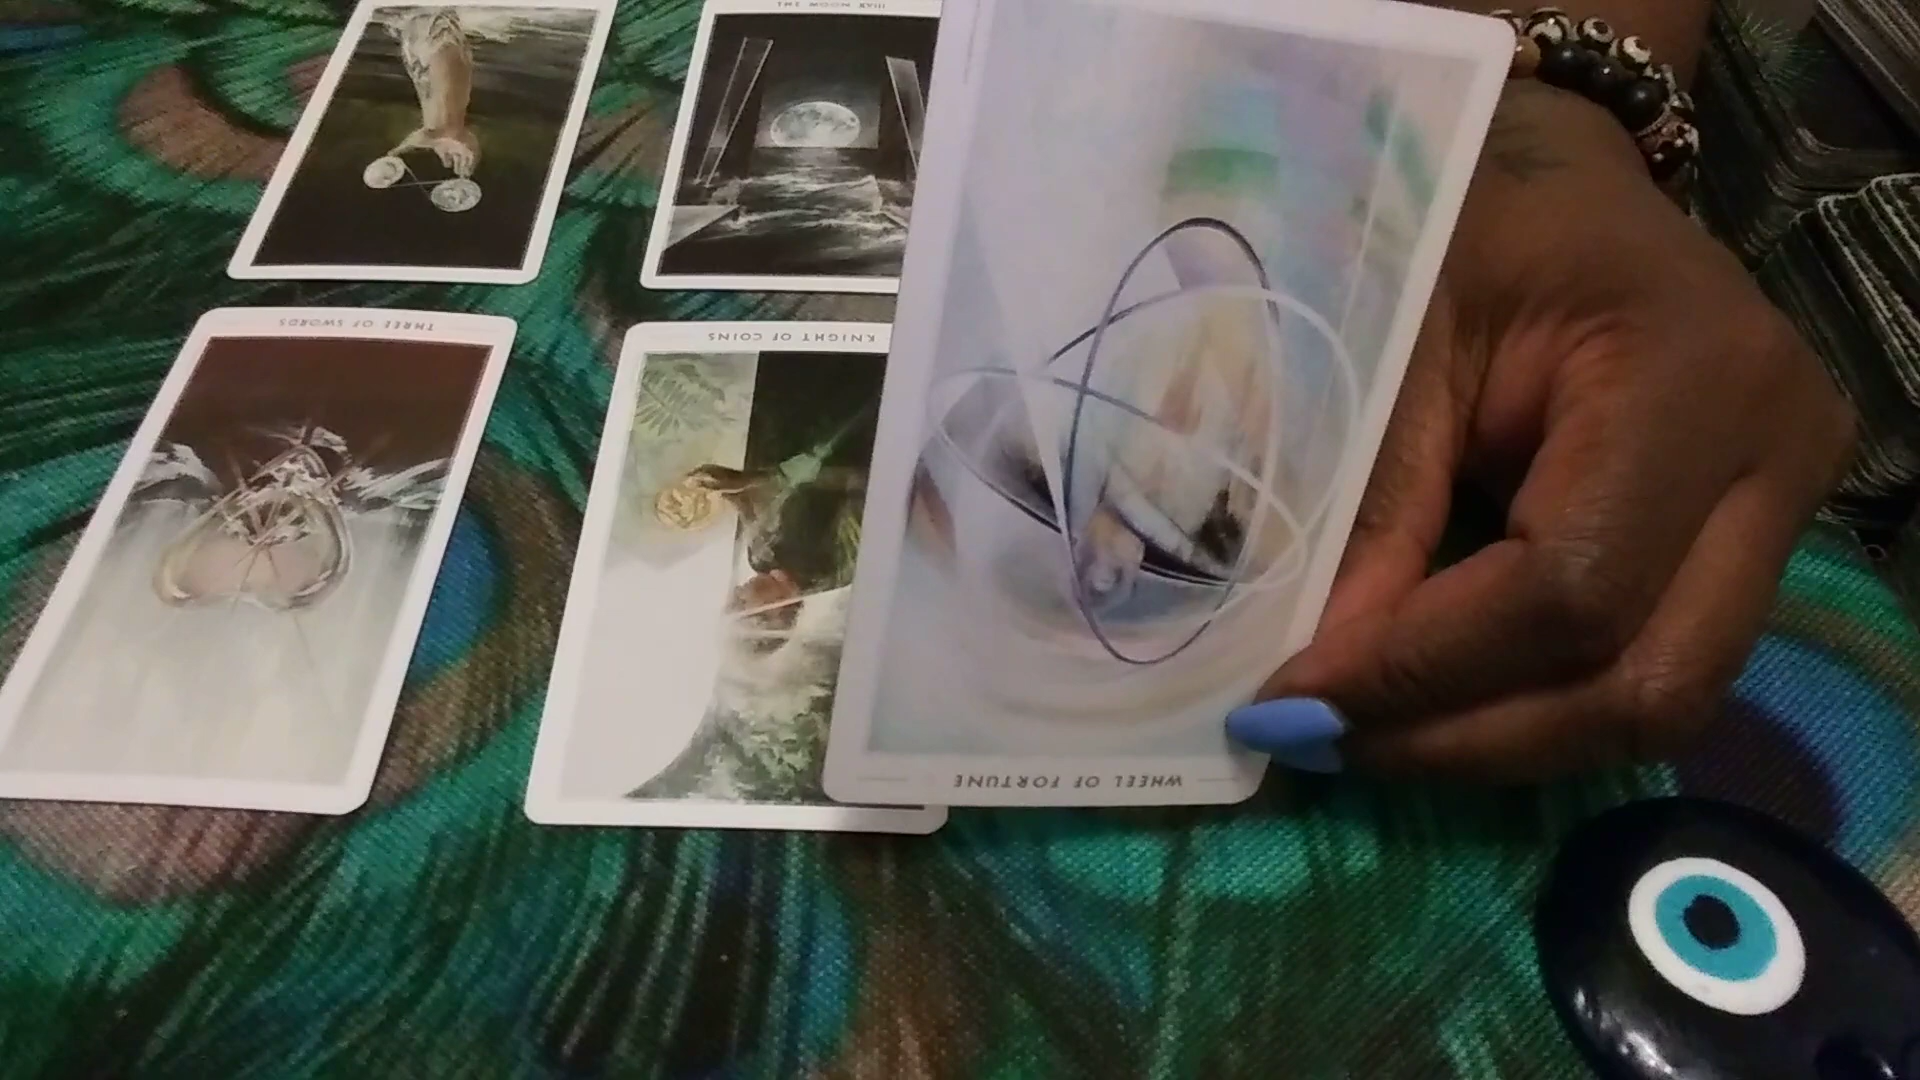 THE MOON XVIII
THREE OF SWORDS
KNIGHT OF COINS
WHEEL OF FORTUNE